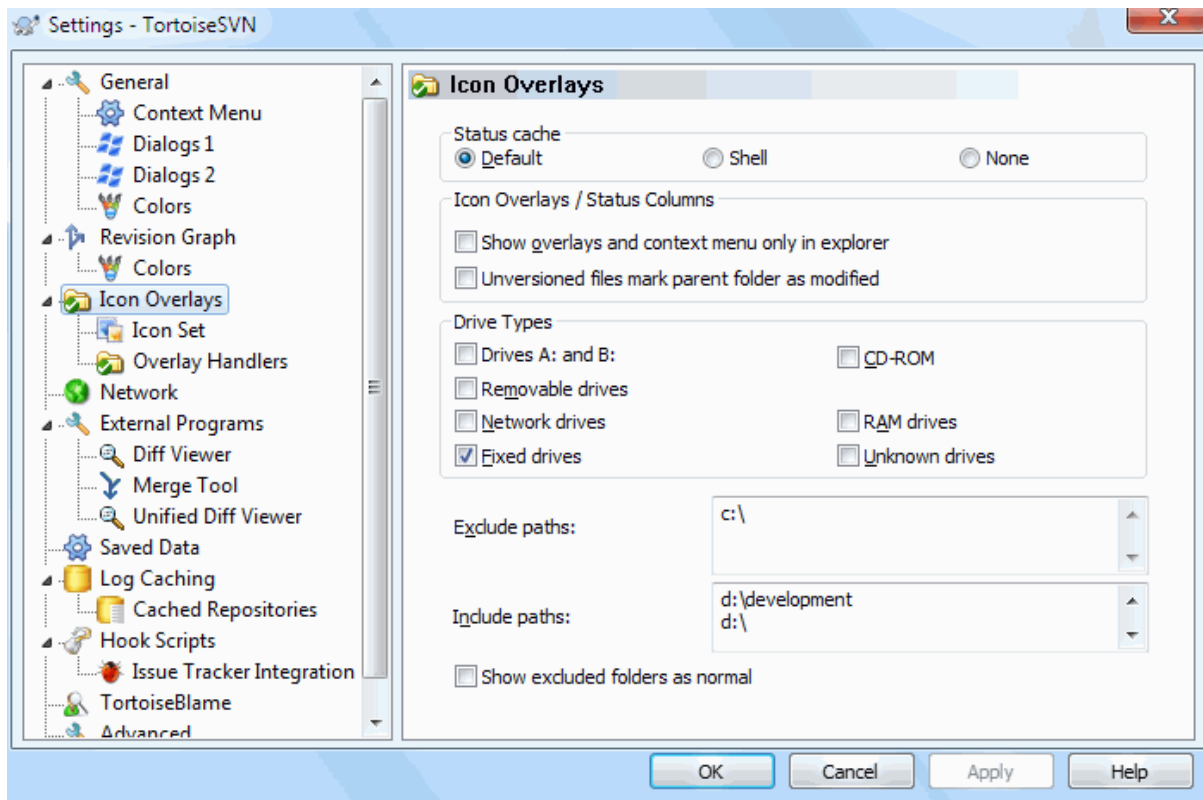 Settings - TortoiseSVN
x
General
Context Menu
Dialogs 1
Dialogs 2
Colors
Revision Graph
Colors
Icon Overlays
Icon Set
Overlay Handlers
Network
External Programs
Diff Viewer
Merge Tool
Unified Diff Viewer
Saved Data
Log Caching
Cached Repositories
Hook Scripts
Issue Tracker Integration
TortoiseBlame
Advanced
Icon Overlays
Status cache
Default Shell None
Icon Overlays / Status Columns
Show overlays and context menu only in explorer
Unversioned files mark parent folder as modified
Drive Types
Drives A: and B: CD-ROM
Removable drives
Network drives RAM drives
Fixed drives Unknown drives
Exclude paths: c:\
Include paths: d:\development
d:\
Show excluded folders as normal
OK Cancel Apply Help